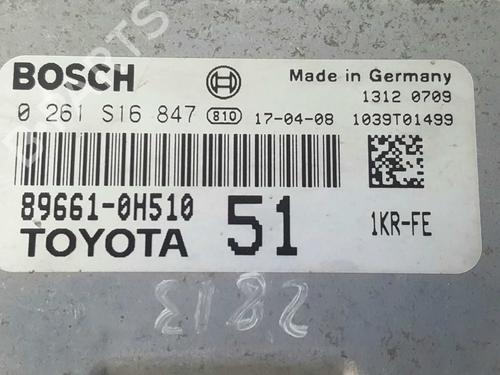 BOSCH
Made in Germany
1312 0709
0 261 S16 847 810 17-04-08 1039T01499
89661-0H510
51
1KR-FE
TOYOTA